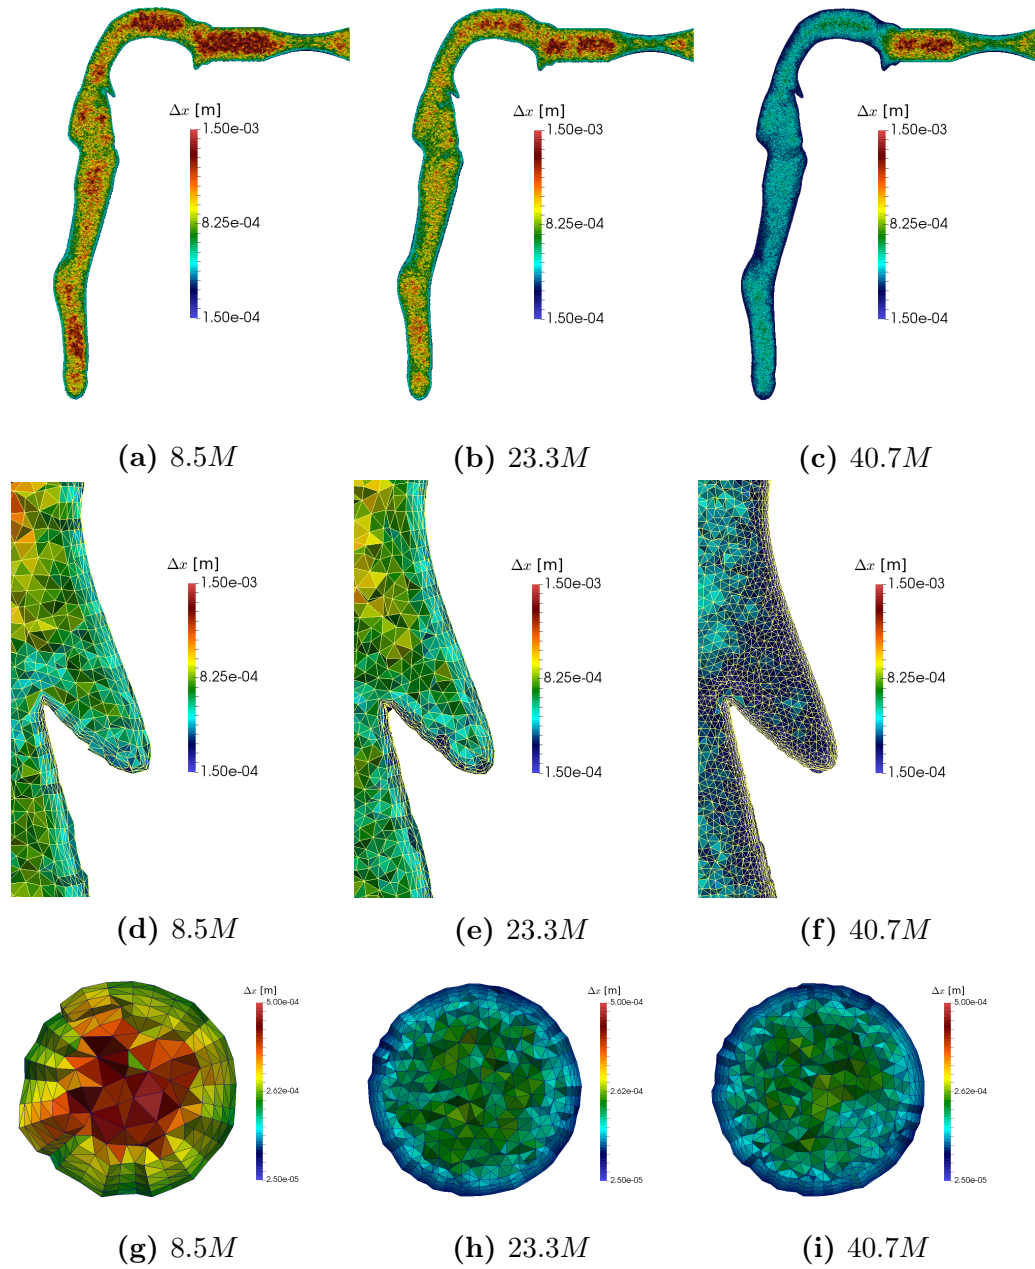 Δx [m]
1.50e-03
8.25e-04
1.50e-04
Δx [m]
1.50e-03
8.25e-04
1.50e-04
Δx [m]
1.50e-03
8.25e-04
1.50e-04
(a) 8.5M
(b) 23.3M
(c) 40.7M
Δx [m]
1.50e-03
8.25e-04
1.50e-04
Δx [m]
1.50e-03
8.25e-04
1.50e-04
Δx [m]
1.50e-03
8.25e-04
1.50e-04
(d) 8.5M
(e) 23.3M
(f) 40.7M
Δx [m]
5.00e-04
2.62e-04
2.50e-05
Δx [m]
5.00e-04
2.62e-04
2.50e-05
Δx [m]
5.00e-04
2.62e-04
2.50e-05
(g) 8.5M
(h) 23.3M
(i) 40.7M